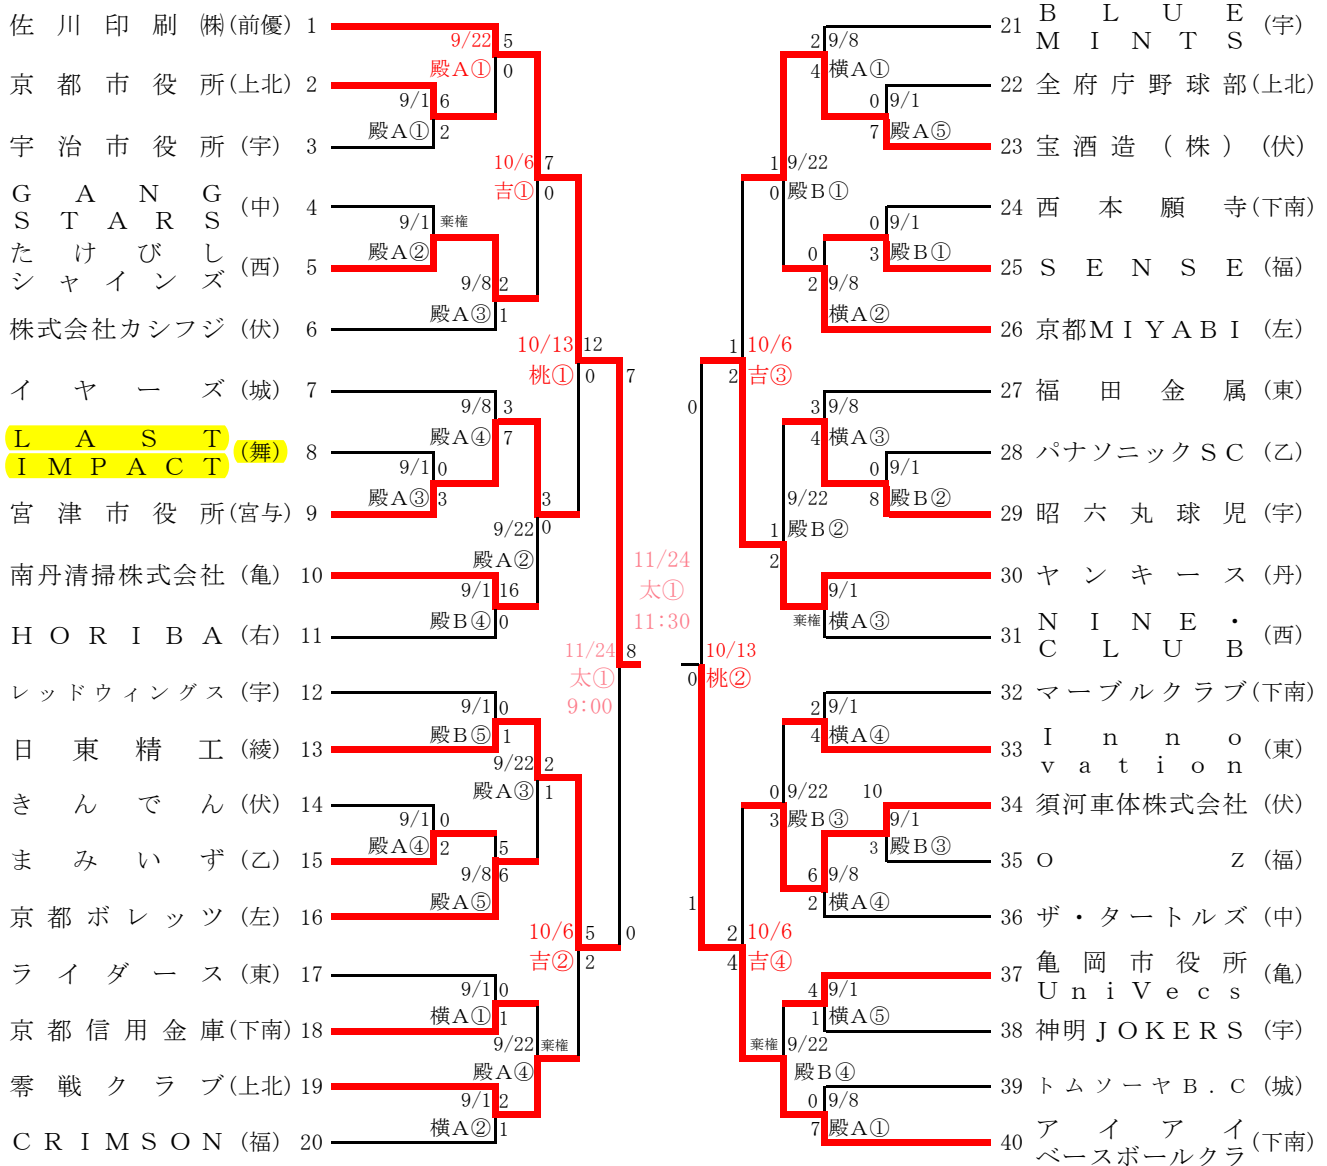 佐川印刷㈱(前優) 1
9/22 5
殿A① 0
京都市役所(上北) 2
9/1 6
殿A① 2
宇治市役所(宇) 3
10/6 7
吉① 0
GANG
STARS
(中) 4
9/1 棄権
殿A②
たけびし
シャインズ
(西) 5
9/8 2
殿A③ 1
株式会社カシフジ(伏) 6
10/13 12
桃① 0
7
イヤーズ(城) 7
9/8 3
殿A④ 7
LAST
IMPACT
(舞) 8
9/1 0
殿A③ 3
宮津市役所(宮与) 9
3
9/22 0
殿A②
南丹清掃株式会社(亀) 10
9/1 16
殿B④ 0
HORIBA(右) 11
11/24
太①
11:30
11/24 8
太①
9:00
レッドウィングス(宇) 12
9/1 0
殿B⑤ 1
日東精工(綾) 13
9/22 2
殿A③ 1
きんでん(伏) 14
9/1 0
殿A④ 2
まみいず(乙) 15
5
9/8 6
殿A⑤
京都ボレッツ(左) 16
10/6 5
吉② 2
0
ライダース(東) 17
9/1 0
横A① 1
京都信用金庫(下南) 18
9/22 棄権
殿A④
零戦クラブ(上北) 19
9/1 2
横A② 1
CRIMSON(福) 20
21 BLUE
MINTS
(宇)
2 9/8
4 横A①
22 全府庁野球部(上北)
0 9/1
7 殿A⑤
23 宝酒造(株)(伏)
1 9/22
0 殿B①
24 西本願寺(下南)
0 9/1
3 殿B①
25 SENSE(福)
0
2 9/8
横A②
26 京都MIYABI(左)
1 10/6
2 吉③
0
27 福田金属(東)
3 9/8
4 横A③
28 パナソニックSC(乙)
0 9/1
8 殿B②
29 昭六丸球児(宇)
9/22
1 殿B②
2
30 ヤンキース(丹)
9/1
棄権 横A③
31 NINE・
CLUB
(西)
10/13
0 桃②
32 マーブルクラブ(下南)
2 9/1
4 横A④
33 Inno
vation
(東)
0 9/22
3 殿B③
10
34 須河車体株式会社(伏)
9/1
3 殿B③
35 OZ(福)
6 9/8
2 横A④
36 ザ・タートルズ(中)
1
2 10/6
4 吉④
37 亀岡市役所
UniVecs
(亀)
4 9/1
1 横A⑤
38 神明JOKERS(宇)
棄権 9/22
殿B④
39 トムソーヤB.C(城)
0 9/8
7 殿A①
40 アイアイ
ベースボールクラ
(下南)